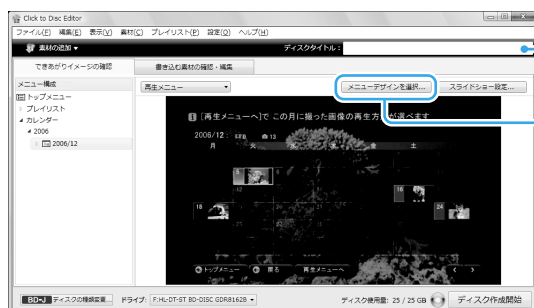 Click to Disc Editor
ファイル(F) 編集(E) 表示(V) 素材(C) プレイリスト(P) 設定(O) ヘルプ(H)
素材の追加 ▼ ディスクタイトル:
できあがりイメージの確認 書き込む素材の確認・編集
メニュー構成 再生メニュー メニューデザインを選択... スライドショー設定...
トップメニュー
プレイリスト
カレンダー
2006
2006/12
[再生メニューへ]で この月に撮った画像の再生方法が選べます
2006/12:
12
月 火 水 木 金 土
18 24
トップメニュー 戻る 再生メニューへ
BD-J ディスクの種類変更... ドライブ: F:HL-DT-ST BD-DISC GDR8162B ディスク使用量: 25 / 25 GB ディスク作成開始